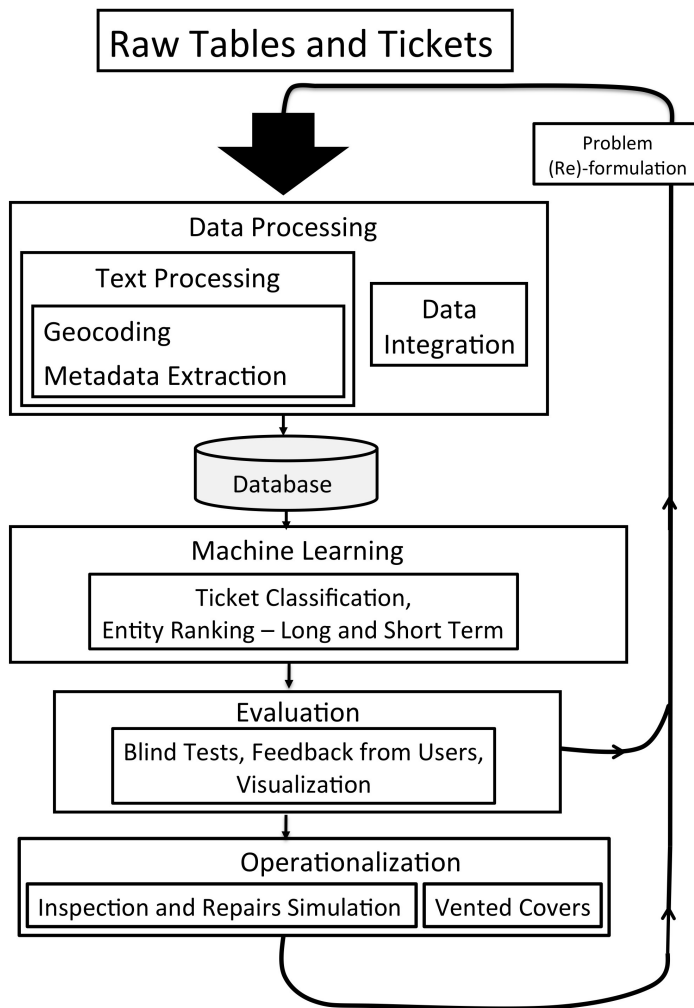 Raw Tables and Tickets
Problem
(Re)-formulation
Data Processing
Text Processing
Geocoding
Metadata Extraction
Data
Integration
Database
Machine Learning
Ticket Classification,
Entity Ranking – Long and Short Term
Evaluation
Blind Tests, Feedback from Users,
Visualization
Operationalization
Inspection and Repairs Simulation
Vented Covers